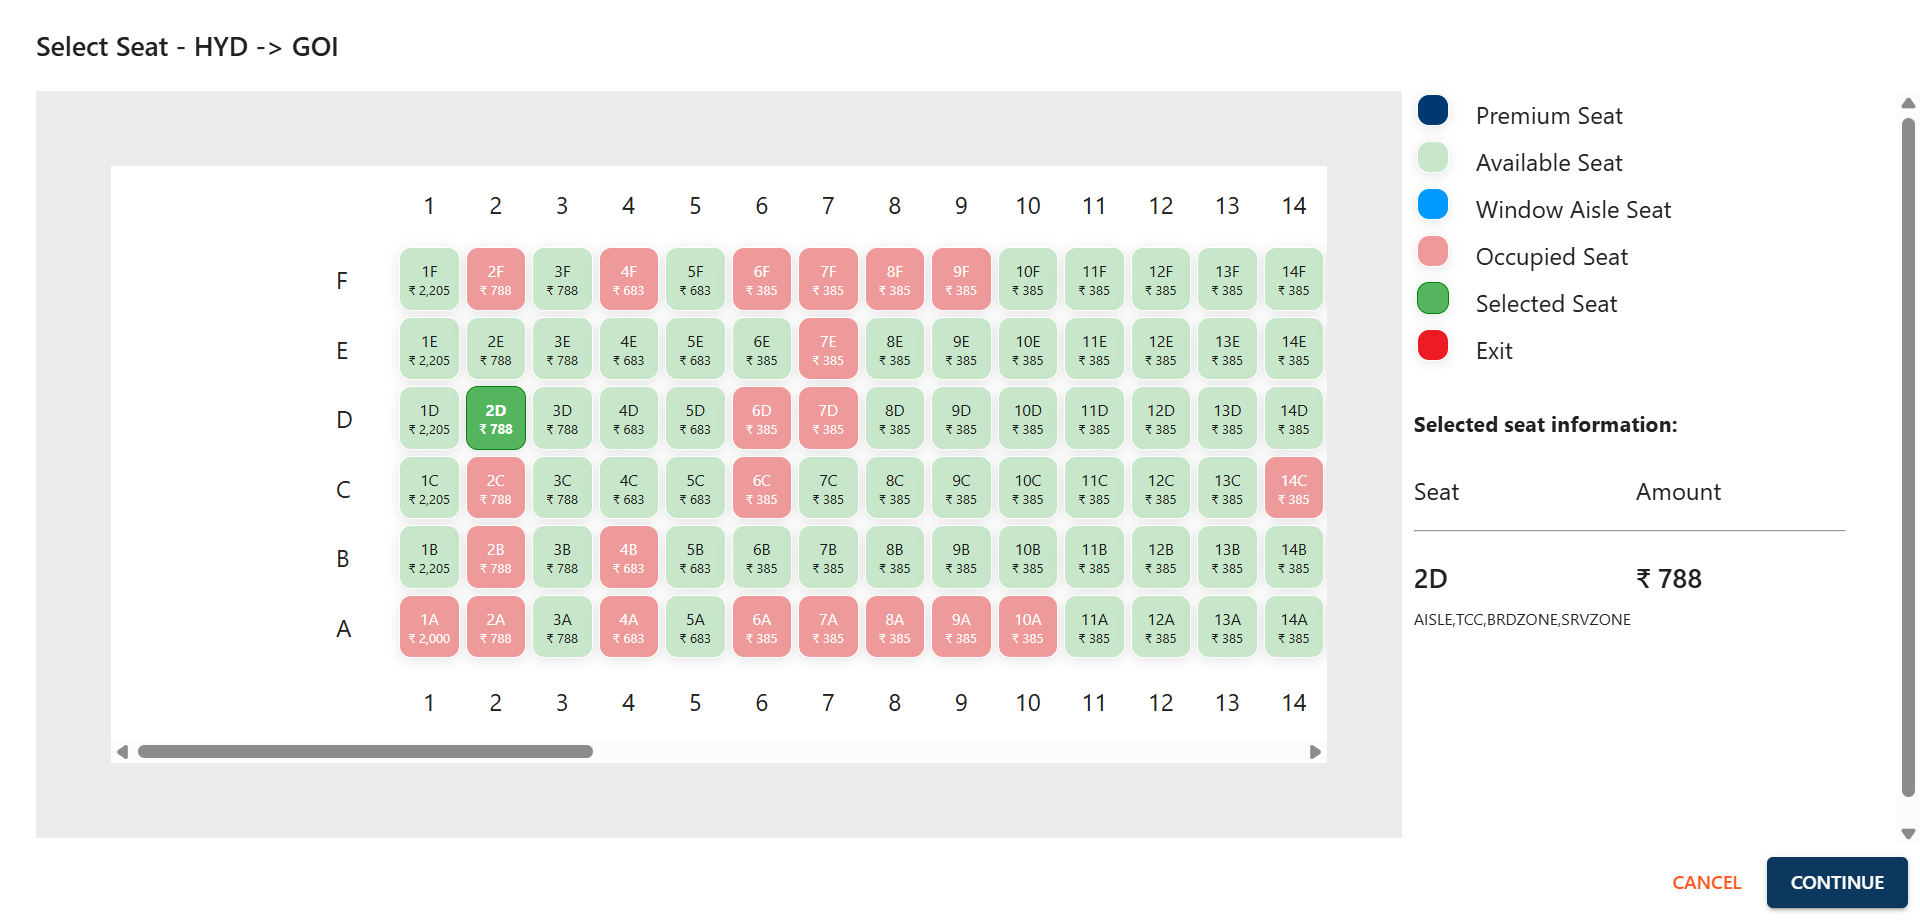 Select Seat - HYD -> GOI
1 2 3 4 5 6 7 8 9 10 11 12 13 14
F
1F 2F 3F 4F 5F 6F 7F 8F 9F 10F 11F 12F 13F 14F
₹ 2,205 ₹ 788 ₹ 788 ₹ 683 ₹ 683 ₹ 385 ₹ 385 ₹ 385 ₹ 385 ₹ 385 ₹ 385 ₹ 385 ₹ 385 ₹ 385
E
1E 2E 3E 4E 5E 6E 7E 8E 9E 10E 11E 12E 13E 14E
₹ 2,205 ₹ 788 ₹ 788 ₹ 683 ₹ 683 ₹ 385 ₹ 385 ₹ 385 ₹ 385 ₹ 385 ₹ 385 ₹ 385 ₹ 385 ₹ 385
D
1D 2D 3D 4D 5D 6D 7D 8D 9D 10D 11D 12D 13D 14D
₹ 2,205 ₹ 788 ₹ 788 ₹ 683 ₹ 683 ₹ 385 ₹ 385 ₹ 385 ₹ 385 ₹ 385 ₹ 385 ₹ 385 ₹ 385 ₹ 385
C
1C 2C 3C 4C 5C 6C 7C 8C 9C 10C 11C 12C 13C 14C
₹ 2,205 ₹ 788 ₹ 788 ₹ 683 ₹ 683 ₹ 385 ₹ 385 ₹ 385 ₹ 385 ₹ 385 ₹ 385 ₹ 385 ₹ 385 ₹ 385
B
1B 2B 3B 4B 5B 6B 7B 8B 9B 10B 11B 12B 13B 14B
₹ 2,205 ₹ 788 ₹ 788 ₹ 683 ₹ 683 ₹ 385 ₹ 385 ₹ 385 ₹ 385 ₹ 385 ₹ 385 ₹ 385 ₹ 385 ₹ 385
A
1A 2A 3A 4A 5A 6A 7A 8A 9A 10A 11A 12A 13A 14A
₹ 2,000 ₹ 788 ₹ 788 ₹ 683 ₹ 683 ₹ 385 ₹ 385 ₹ 385 ₹ 385 ₹ 385 ₹ 385 ₹ 385 ₹ 385 ₹ 385
1 2 3 4 5 6 7 8 9 10 11 12 13 14
Premium Seat
Available Seat
Window Aisle Seat
Occupied Seat
Selected Seat
Exit
Selected seat information:
Seat Amount
2D ₹ 788
AISLE,TCC,BRDZONE,SRVZONE
CANCEL CONTINUE